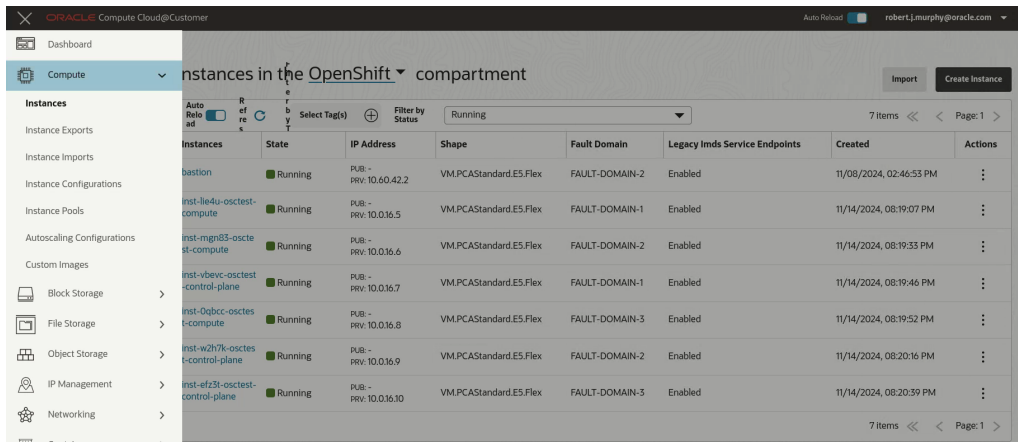 ORACLE Compute Cloud@Customer
Auto Reload
robert.j.murphy@oracle.com
Dashboard
Compute
Instances
Instance Exports
Instance Imports
Instance Configurations
Instance Pools
Autoscaling Configurations
Custom Images
Block Storage
File Storage
Object Storage
IP Management
Networking
nstances in the OpenShift compartment
Import
Create Instance
Auto
Relo
ad
R
ef
re
s
e
r
b
y
T
Select Tag(s)
Filter by
Status
Running
7 items
Page: 1
Instances State IP Address Shape Fault Domain Legacy Imds Service Endpoints Created Actions
bastion Running PUB: - PRV: 10.60.42.2 VM.PCAStandard.E5.Flex FAULT-DOMAIN-2 Enabled 11/08/2024, 02:46:53 PM
inst-lie4u-osctest-compute Running PUB: - PRV: 10.0.16.5 VM.PCAStandard.E5.Flex FAULT-DOMAIN-1 Enabled 11/14/2024, 08:19:07 PM
inst-mgn83-osctest-compute Running PUB: - PRV: 10.0.16.6 VM.PCAStandard.E5.Flex FAULT-DOMAIN-2 Enabled 11/14/2024, 08:19:33 PM
inst-vbevc-osctest-control-plane Running PUB: - PRV: 10.0.16.7 VM.PCAStandard.E5.Flex FAULT-DOMAIN-1 Enabled 11/14/2024, 08:19:46 PM
inst-0qbcc-osctest-compute Running PUB: - PRV: 10.0.16.8 VM.PCAStandard.E5.Flex FAULT-DOMAIN-3 Enabled 11/14/2024, 08:19:52 PM
inst-w2h7k-osctest-control-plane Running PUB: - PRV: 10.0.16.9 VM.PCAStandard.E5.Flex FAULT-DOMAIN-2 Enabled 11/14/2024, 08:20:16 PM
inst-efz3t-osctest-control-plane Running PUB: - PRV: 10.0.16.10 VM.PCAStandard.E5.Flex FAULT-DOMAIN-3 Enabled 11/14/2024, 08:20:39 PM
7 items
Page: 1